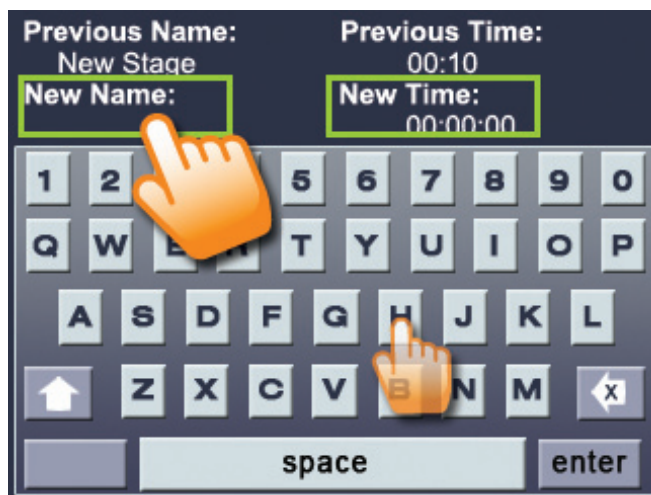 Previous Name: Previous Time:
New Stage 00:10
New Name: New Time:
00:00:00
1 2 5 6 7 8 9 0
Q W E R T Y U I O P
A S D F G H J K L
Z X C V B N M X
space enter